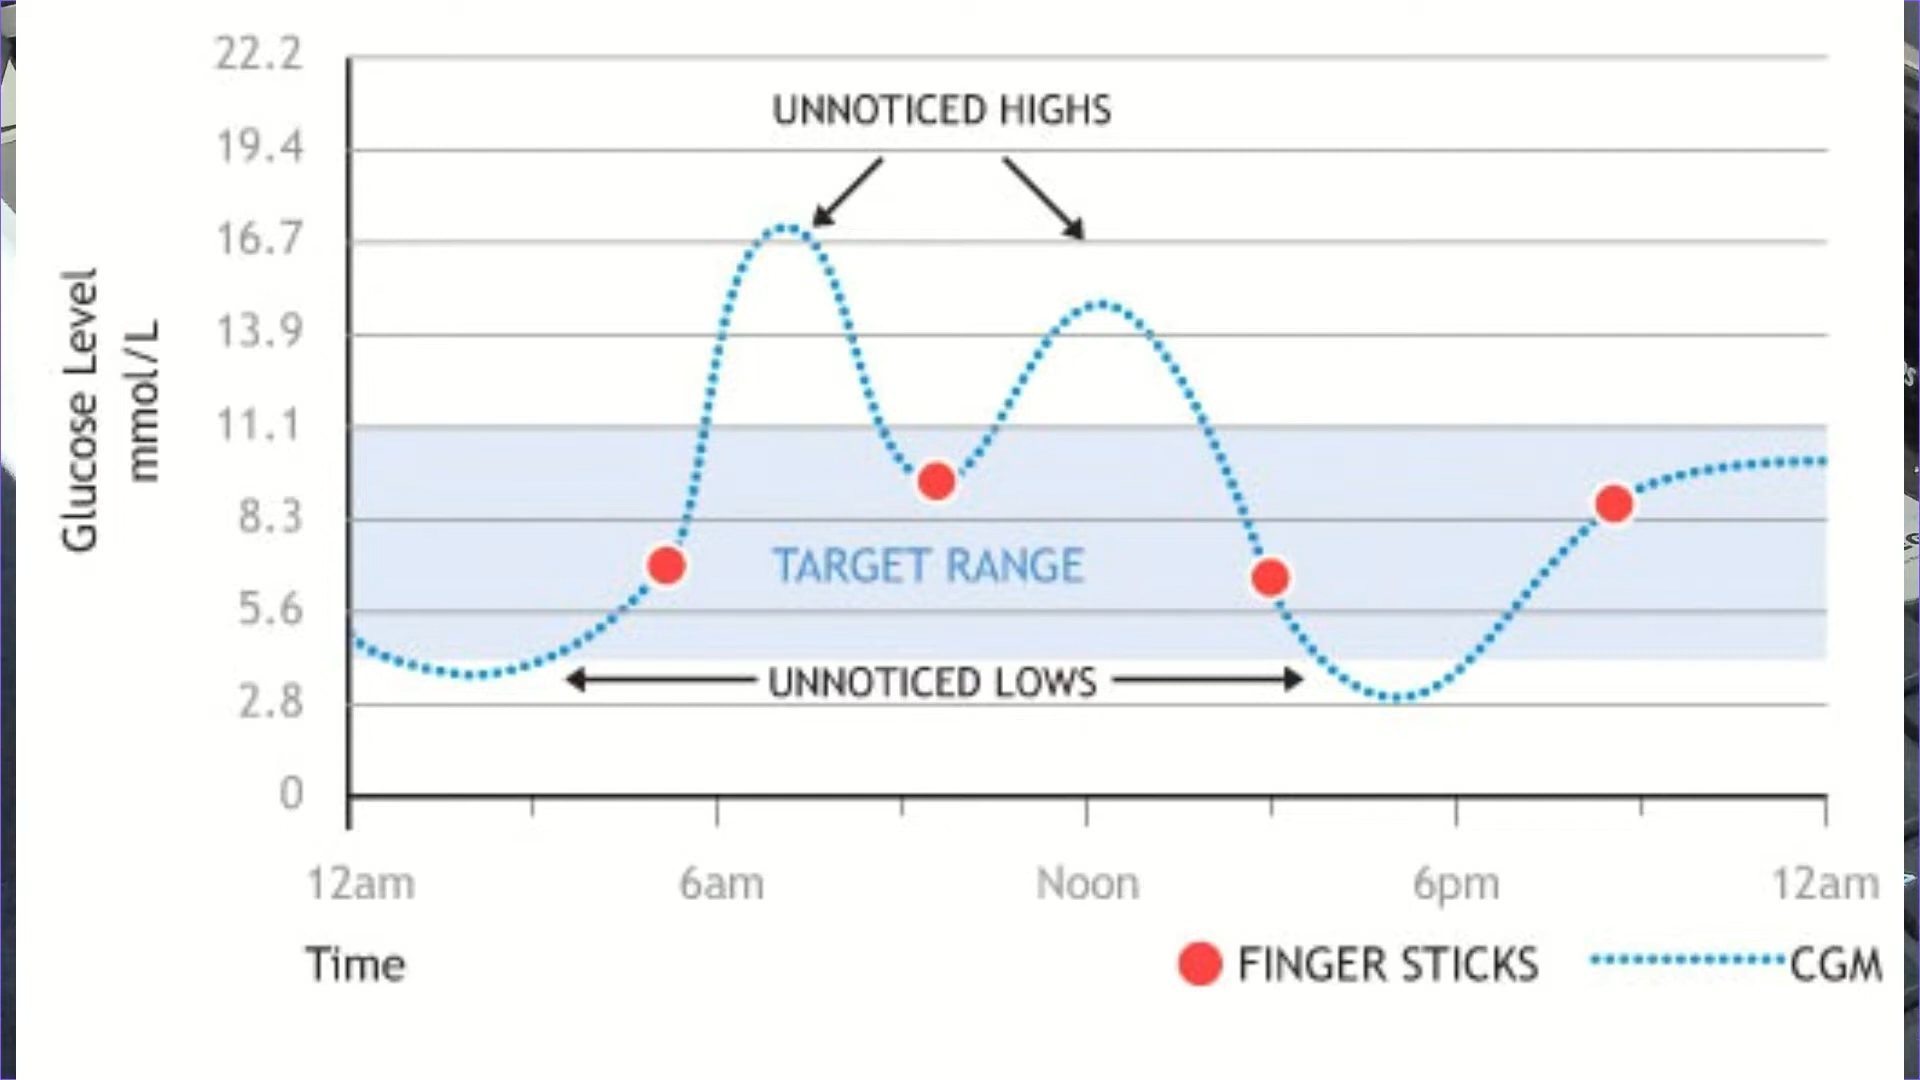 22.2
UNNOTICED HIGHS
19.4
16.7
13.9
11.1
8.3
TARGET RANGE
5.6
UNNOTICED LOWS
2.8
0
Glucose Level
mmol/L
12am 6am Noon 6pm 12am
Time
FINGER STICKS CGM